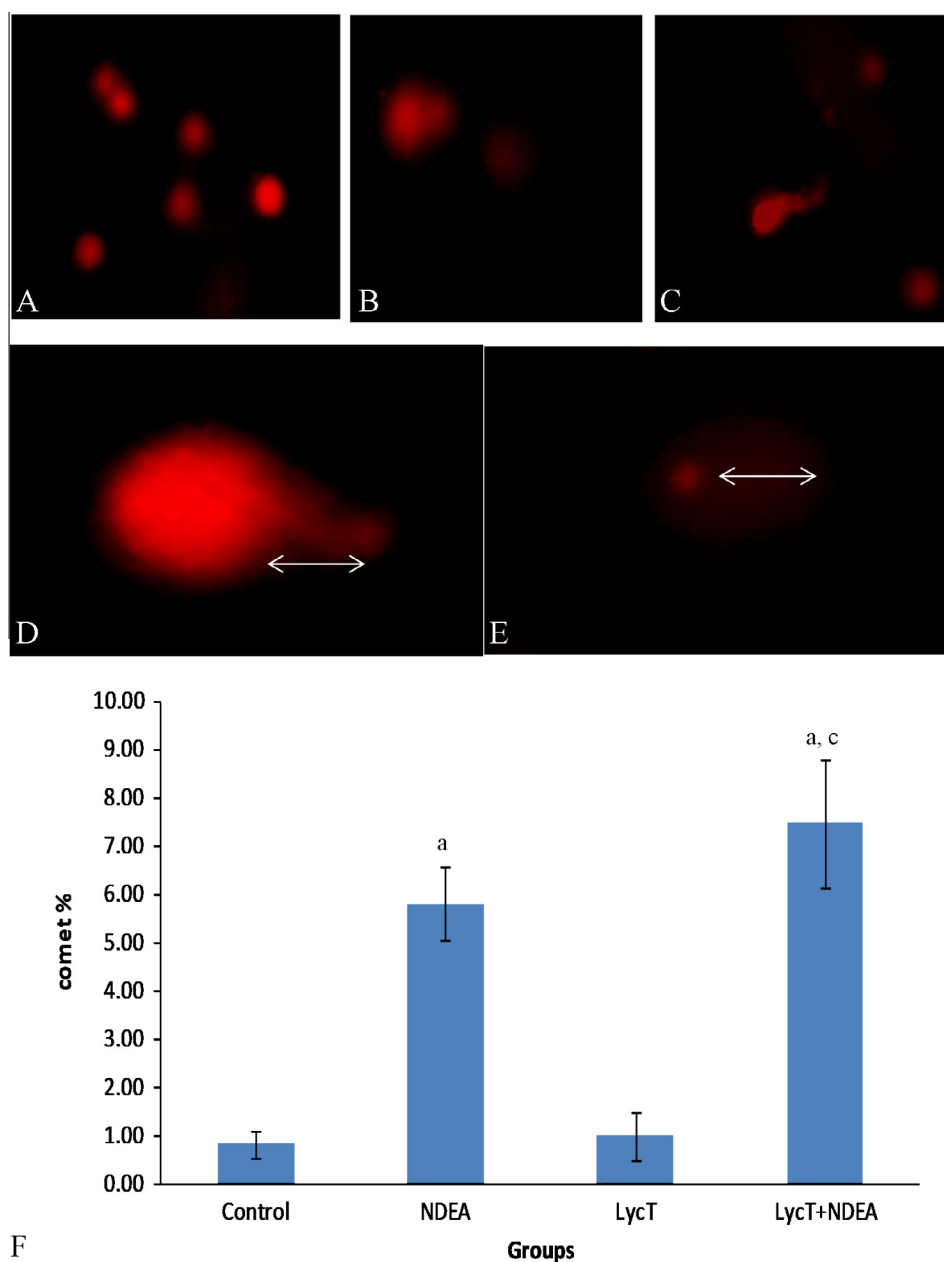 A
B
C
D
E
10.00
9.00
8.00
7.00
6.00
5.00
4.00
3.00
2.00
1.00
0.00
comet %
a
a, c
Control NDEA LycT LycT+NDEA
Groups
F